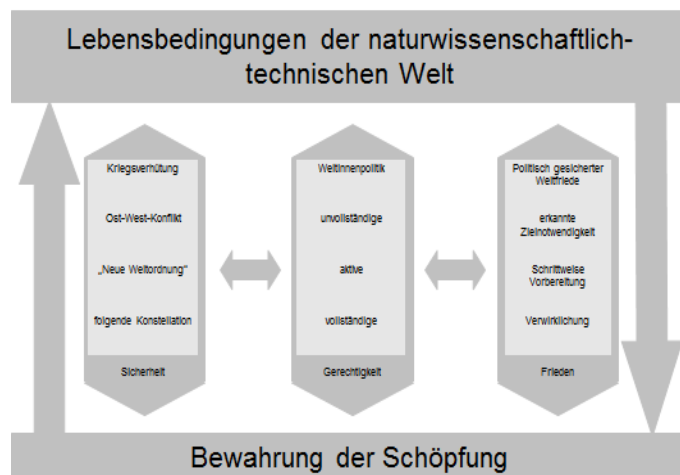 Lebensbedingungen der naturwissenschaftlich-
technischen Welt
Kriegsverhütung
Ost-West-Konflikt
„Neue Weltordnung“
folgende Konstellation
Sicherheit
Weltinnenpolitik
unvollständige
aktive
vollständige
Gerechtigkeit
Politisch gesicherter
Weltfriede
erkannte
Zielnotwendigkeit
Schrittweise
Vorbereitung
Verwirklichung
Frieden
Bewahrung der Schöpfung